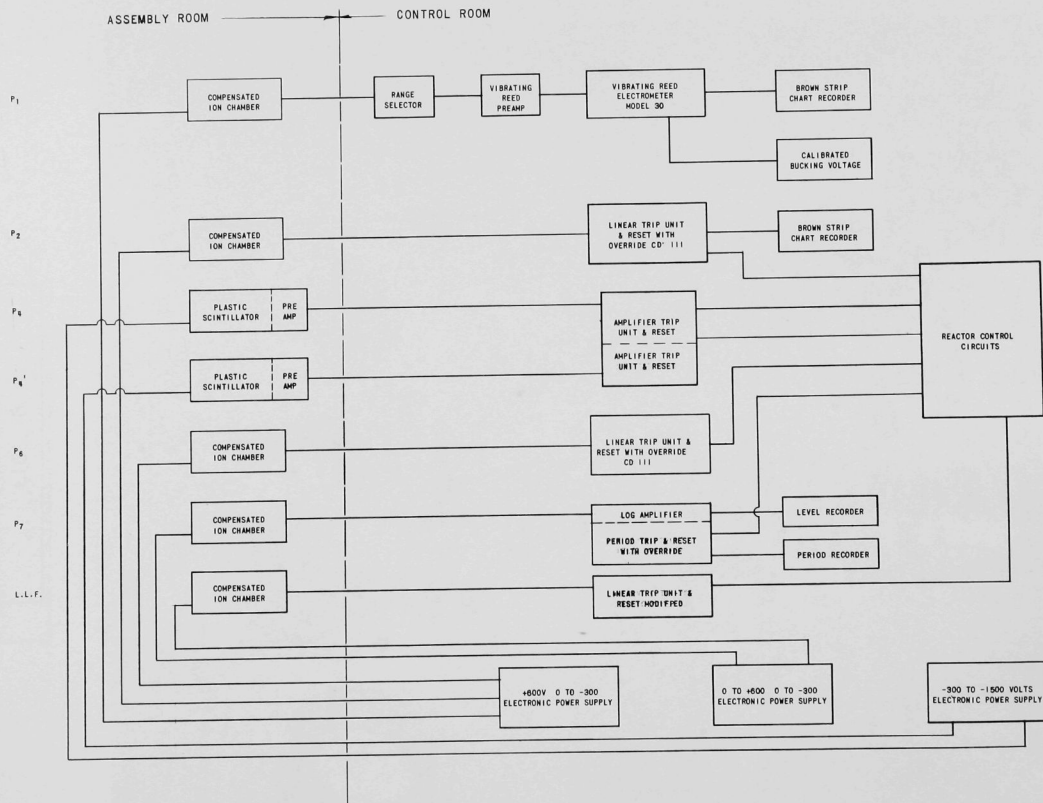 ASSEMBLY ROOM
CONTROL ROOM
P1
COMPENSATED
ION CHAMBER
RANGE
SELECTOR
VIBRATING
REED
PREAMP
VIBRATING REED
ELECTROMETER
MODEL 30
BROWN STRIP
CHART RECORDER
CALIBRATED
BUCKING VOLTAGE
P2
COMPENSATED
ION CHAMBER
LINEAR TRIP UNIT
& RESET WITH
OVERRIDE CD' III
BROWN STRIP
CHART RECORDER
PLASTIC
SCINTILLATOR
PRE
AMP
AMPLIFIER TRIP
UNIT & RESET
REACTOR CONTROL
CIRCUITS
PLASTIC
SCINTILLATOR
PRE
AMP
AMPLIFIER TRIP
UNIT & RESET
P6
COMPENSATED
ION CHAMBER
LINEAR TRIP UNIT &
RESET WITH OVERRIDE
CD III
P7
COMPENSATED
ION CHAMBER
LOG AMPLIFIER
PERIOD TRIP & RESET
WITH OVERRIDE
LEVEL RECORDER
PERIOD RECORDER
L.L.F.
COMPENSATED
ION CHAMBER
LINEAR TRIP UNIT &
RESET MODIFPED
+600V 0 TO -300
ELECTRONIC POWER SUPPLY
0 TO +600 0 TO -300
ELECTRONIC POWER SUPPLY
-300 TO -1500 VOLTS
ELECTRONIC POWER SUPPLY